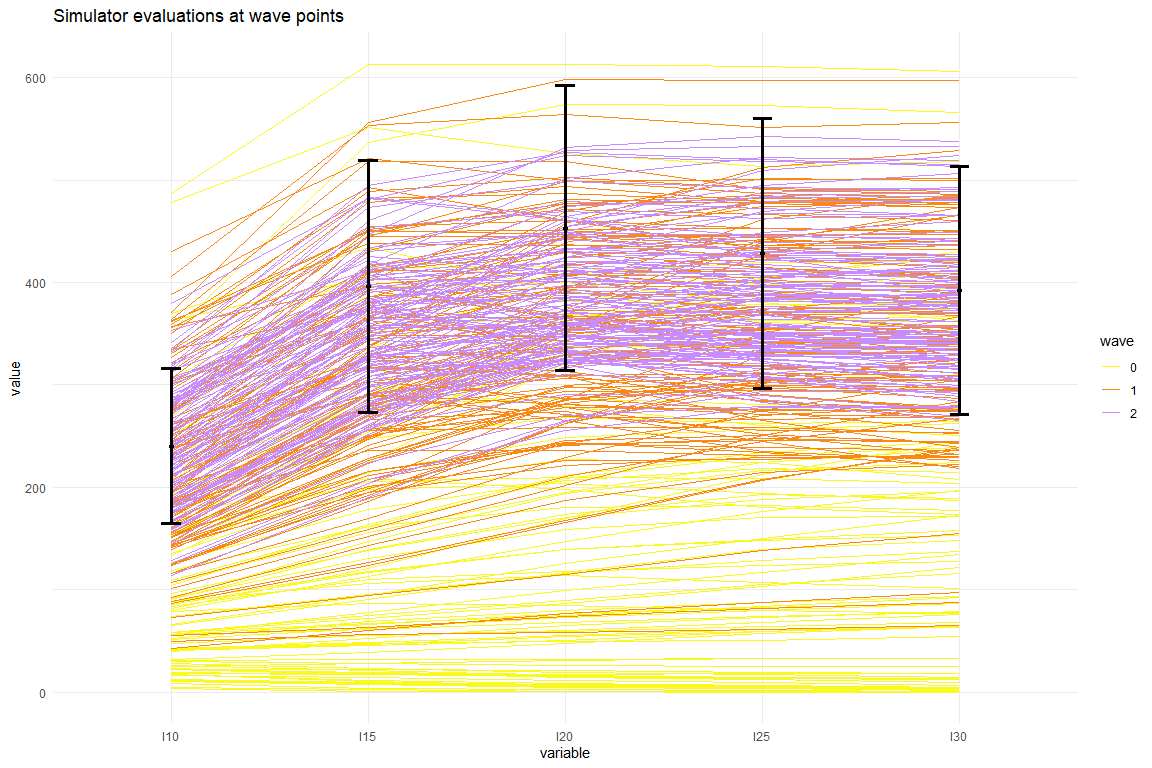 Simulator evaluations at wave points
value
600
400
200
0
I10
I15
I20
I25
I30
variable
wave
0
1
2